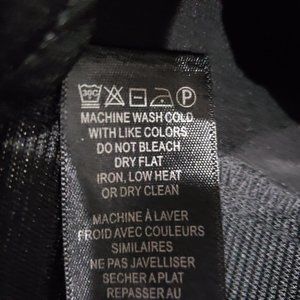 30C
P
MACHINE WASH COLD
WITH LIKE COLORS
DO NOT BLEACH
DRY FLAT
IRON, LOW HEAT
OR DRY CLEAN
MACHINE À LAVER
FROID AVEC COULEURS
SIMILAIRES
NE PAS JAVELLISER
SECHER A PLAT
REPASSER AU